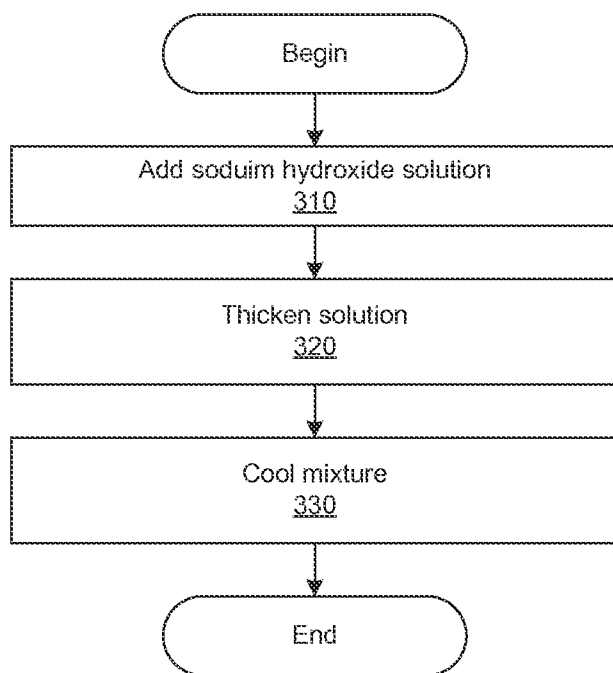 Begin
Add soduim hydroxide solution
310
Thicken solution
320
Cool mixture
330
End